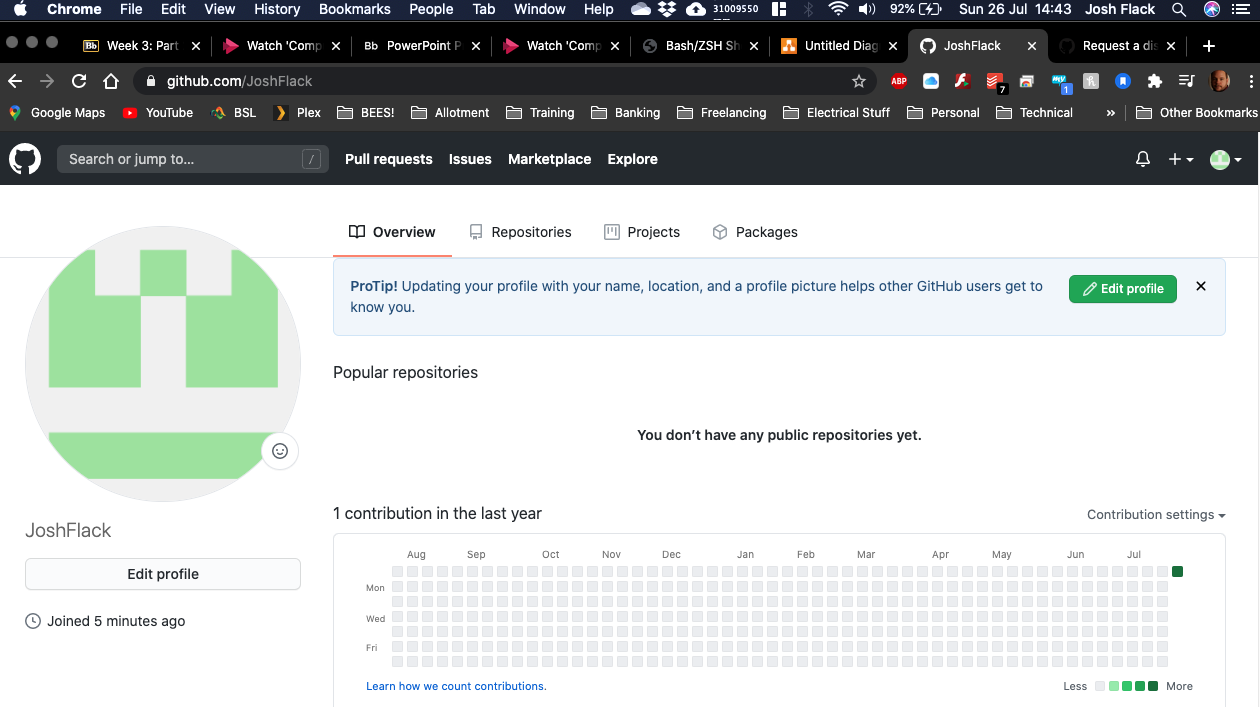 Chrome File Edit View History Bookmarks People Tab Window Help 31009550 92% Sun 26 Jul 14:43 Josh Flack
Bb Week 3: Part Watch 'Comp Bb PowerPoint P Watch 'Comp Bash/ZSH Sh Untitled Diag JoshFlack Request a dis
github.com/JoshFlack ABP 7 1
Google Maps YouTube BSL Plex BEES! Allotment Training Banking Freelancing Electrical Stuff Personal Technical » Other Bookmarks
Search or jump to... / Pull requests Issues Marketplace Explore
Overview Repositories Projects Packages
ProTip! Updating your profile with your name, location, and a profile picture helps other GitHub users get to
know you.
Edit profile
Popular repositories
You don't have any public repositories yet.
JoshFlack
Edit profile
Joined 5 minutes ago
1 contribution in the last year
Contribution settings
Aug Sep Oct Nov Dec Jan Feb Mar Apr May Jun Jul
Mon
Wed
Fri
Learn how we count contributions.
Less More